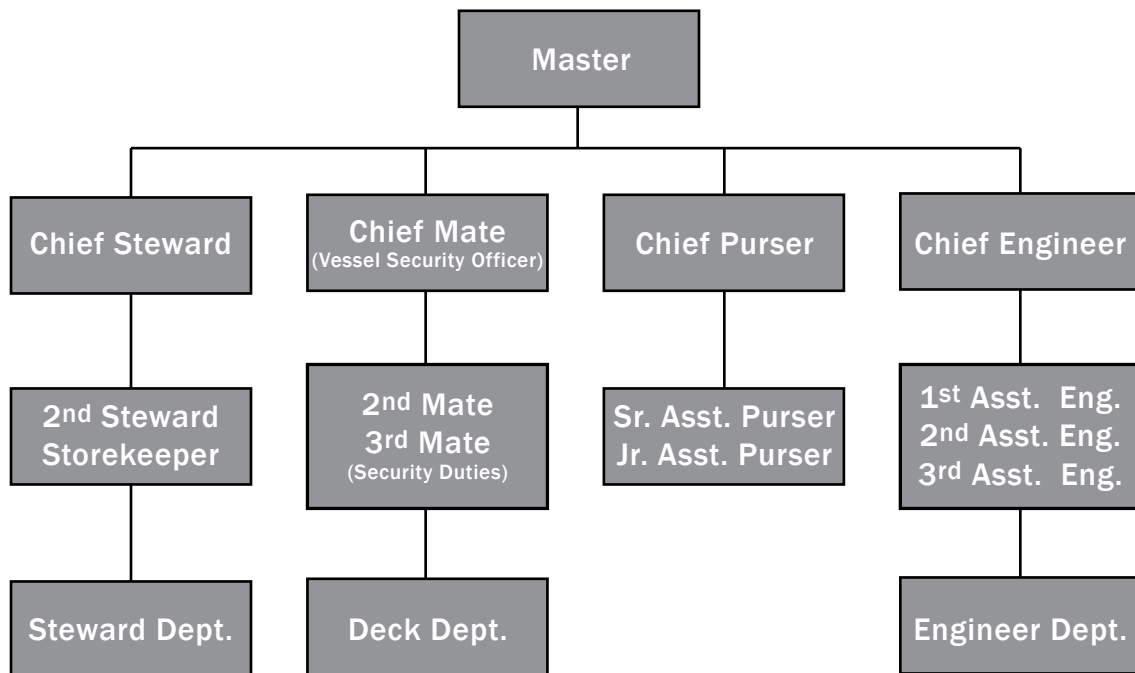 Master
Chief Steward
Chief Mate
(Vessel Security Officer)
Chief Purser
Chief Engineer
2nd Steward
Storekeeper
2nd Mate
3rd Mate
(Security Duties)
Sr. Asst. Purser
Jr. Asst. Purser
1st Asst. Eng.
2nd Asst. Eng.
3rd Asst. Eng.
Steward Dept.
Deck Dept.
Engineer Dept.